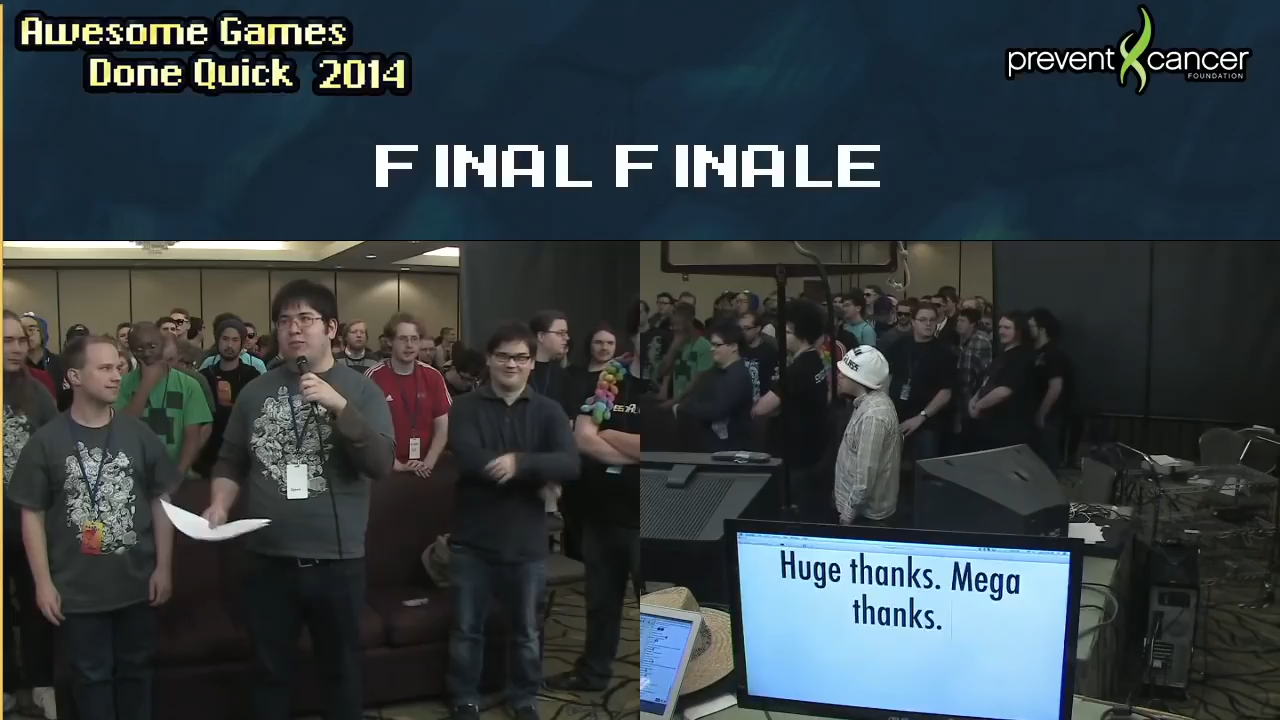 Awesome Games
Done Quick 2014
prevent cancer
FOUNDATION
FINAL FINALE
Huge thanks. Mega
thanks.